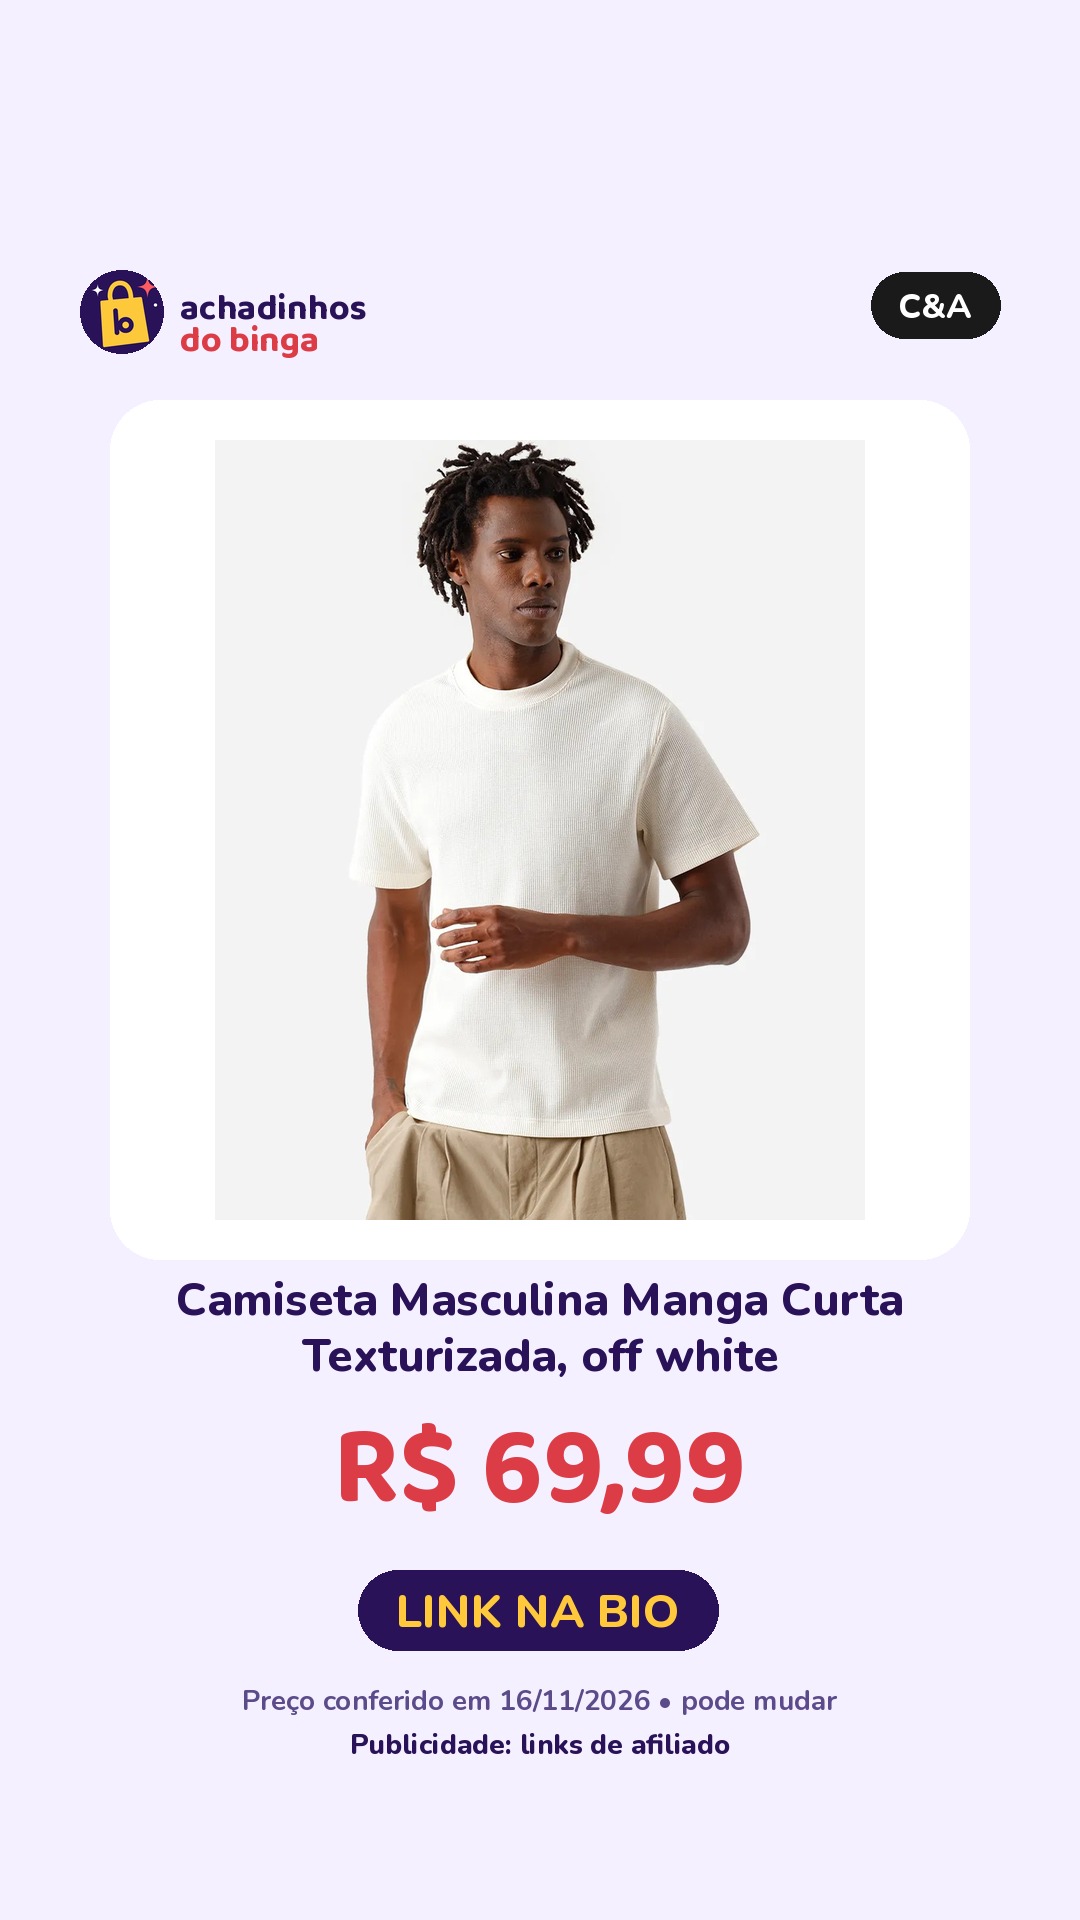 b
achadinhos
do binga
C&A
Camiseta Masculina Manga Curta
Texturizada, off white
R$ 69,99
LINK NA BIO
Preço conferido em 16/11/2026 • pode mudar
Publicidade: links de afiliado